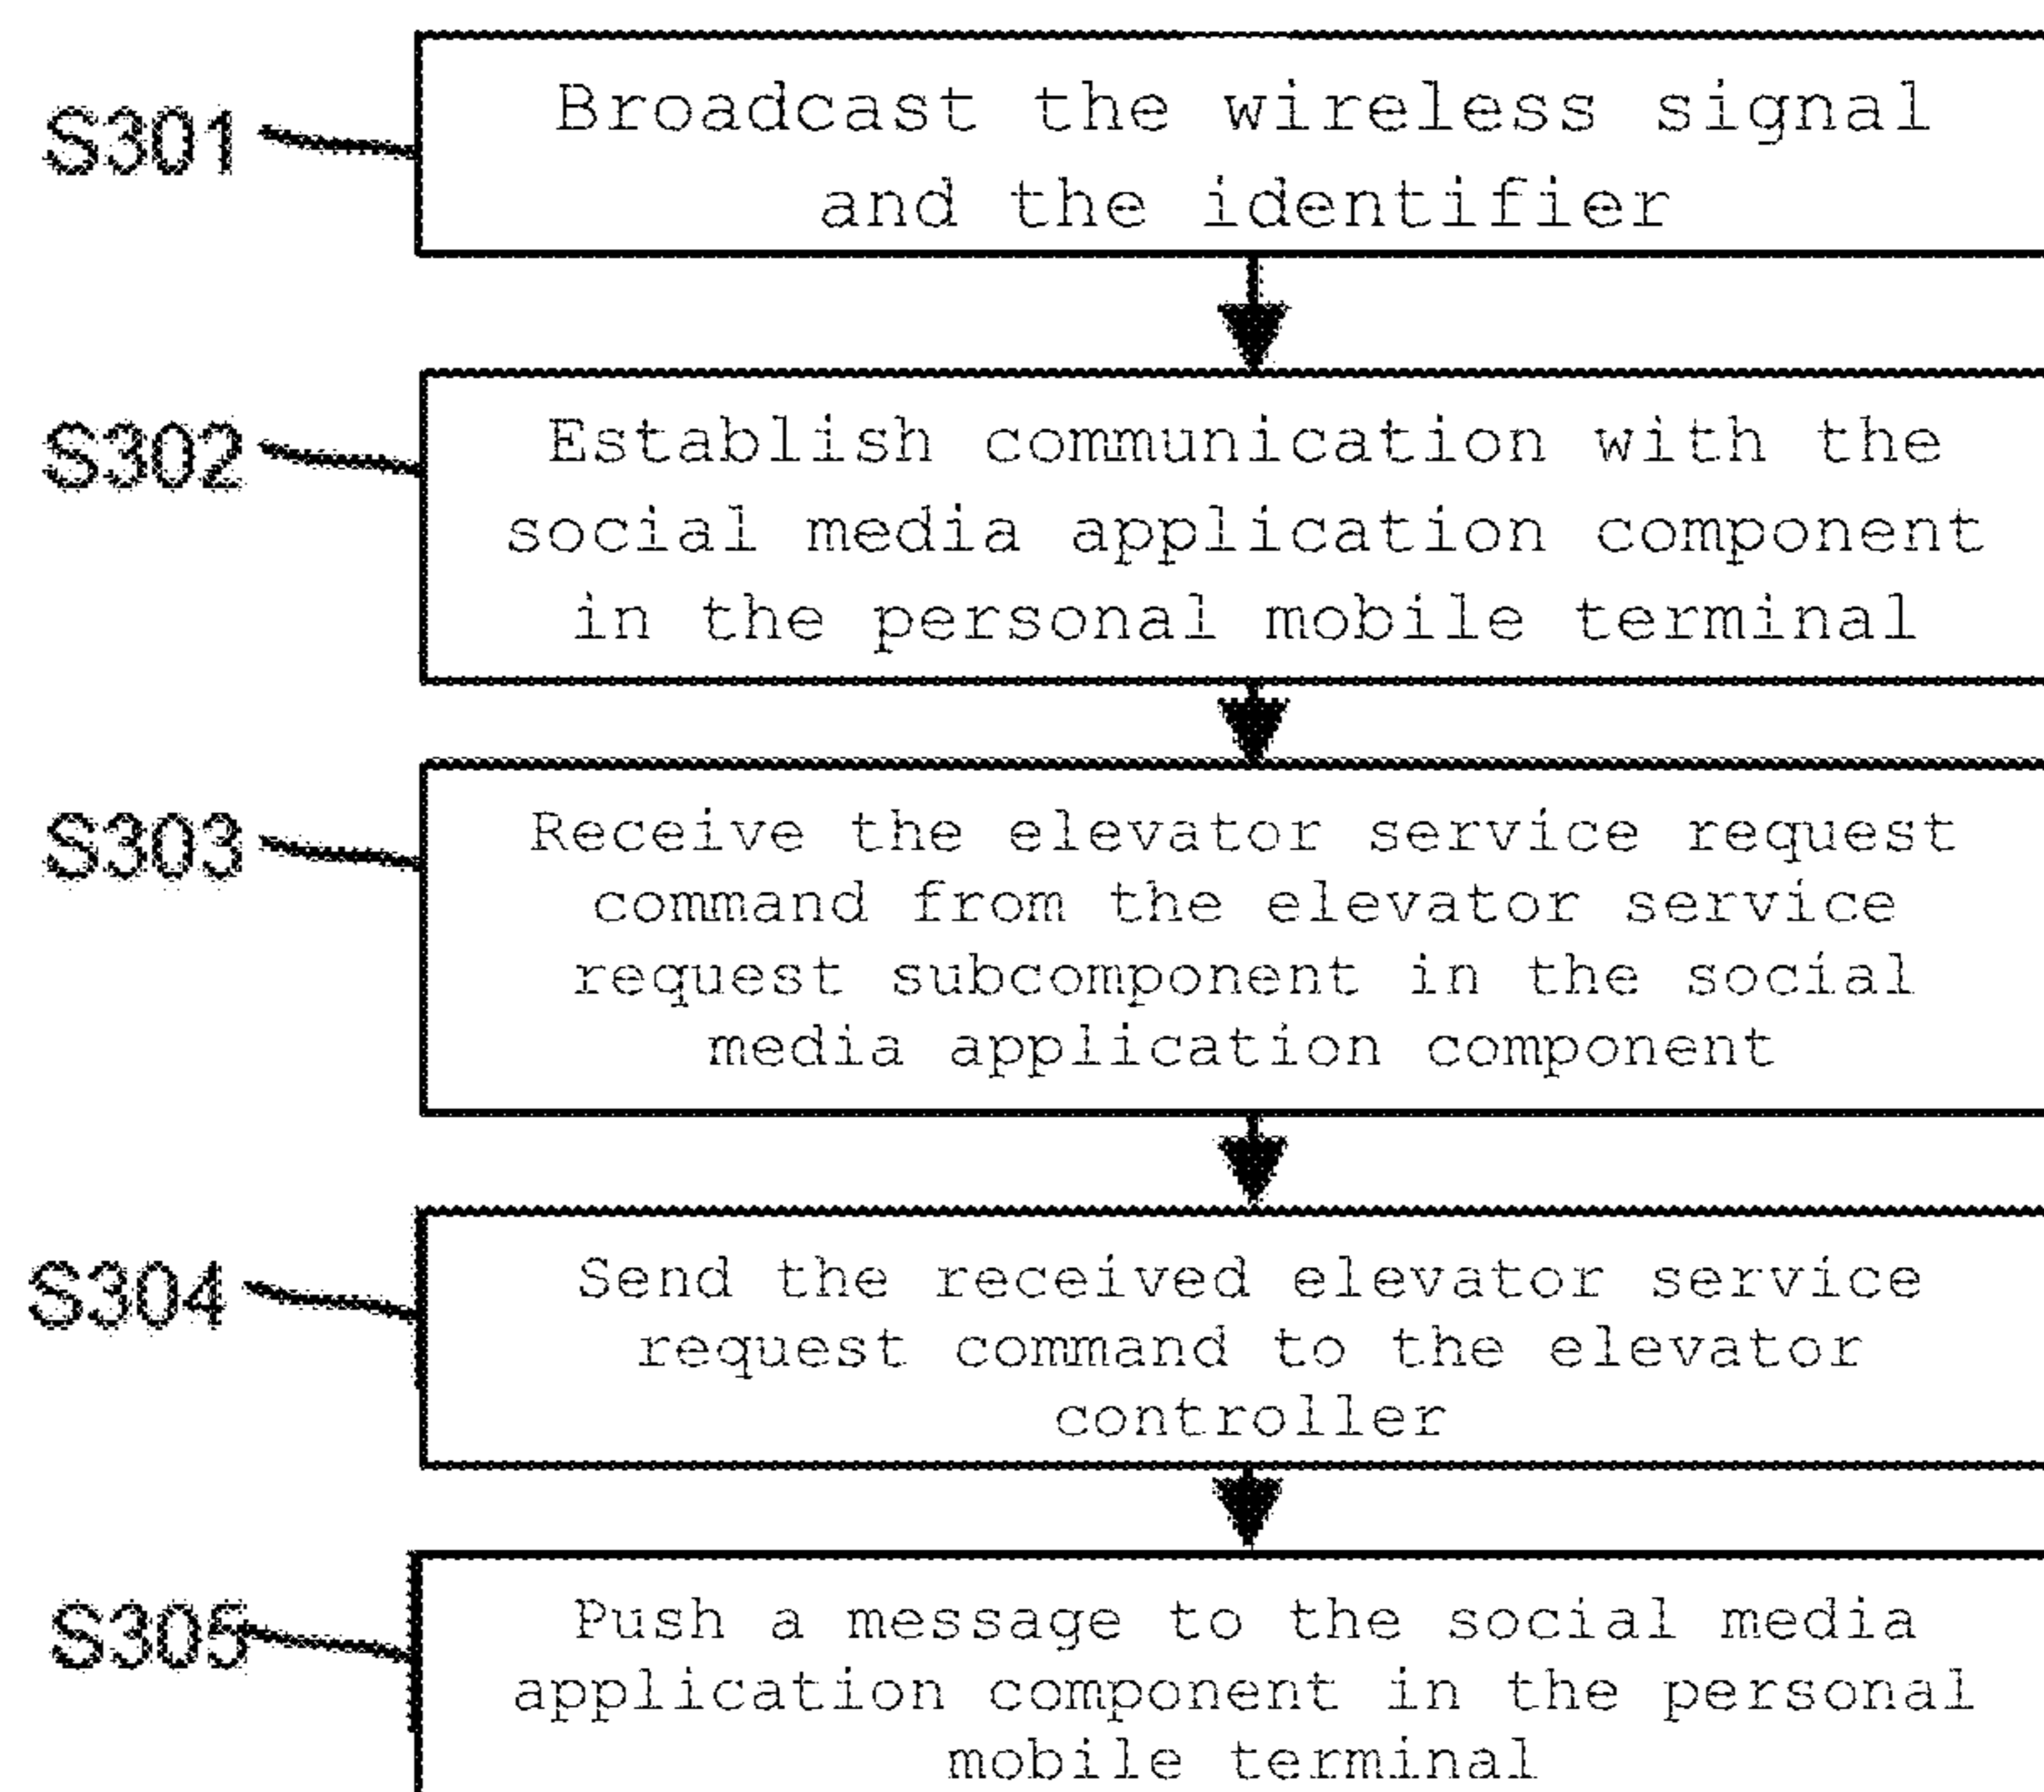 S301
Broadcast the wireless signal
and the identifier
S302
Establish communication with the
social media application component
in the personal mobile terminal
S303
Receive the elevator service request
command from the elevator service
request subcomponent in the social
media application component
S304
Send the received elevator service
request command to the elevator
controller
S305
Push a message to the social media
application component in the personal
mobile terminal